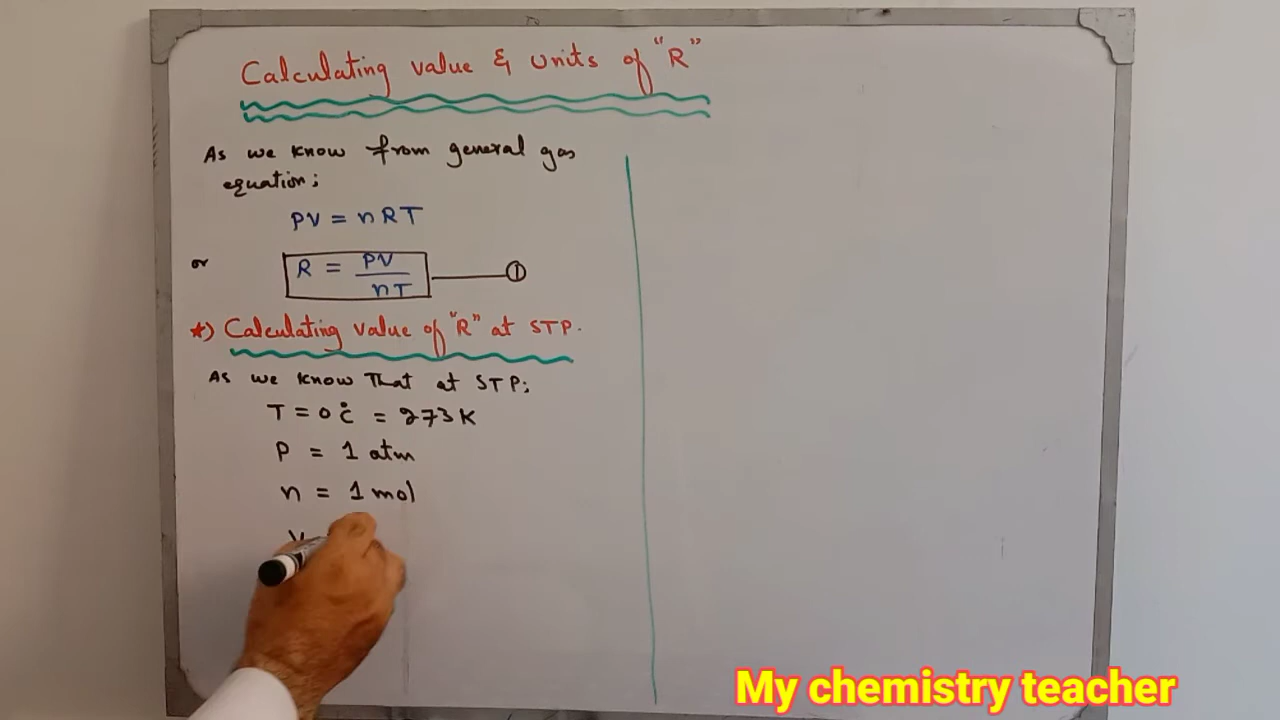 Calculating value & units of "R"
As we know from general gas
equation;
PV = nRT
or
R = PV / nT ——— ①
*) Calculating value of "R" at STP.
As we know That at STP;
T = 0°C = 273K
P = 1 atm
n = 1 mol
V
My chemistry teacher